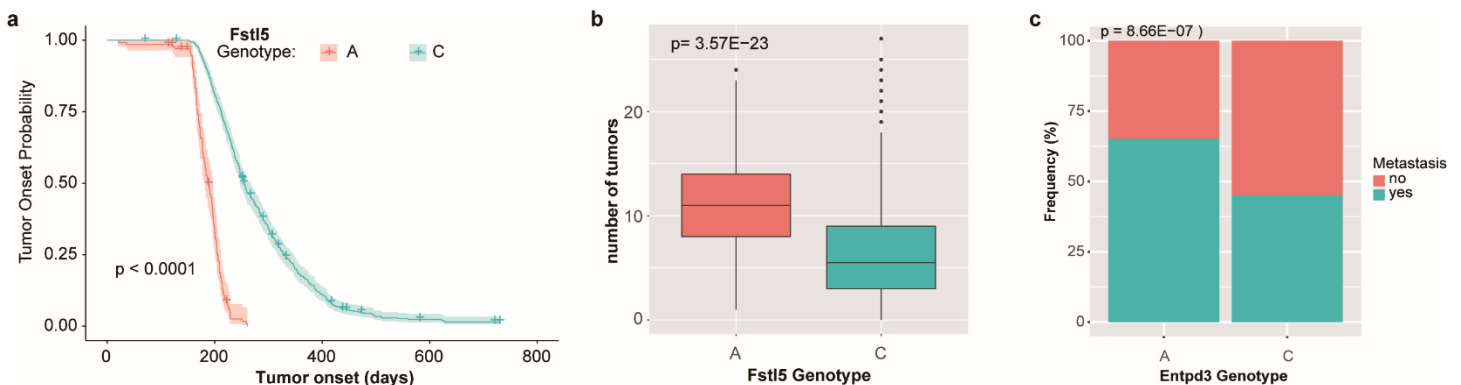 a
Fstl5
Genotype: A C
Tumor Onset Probability
1.00
0.75
0.50
0.25
0.00
p < 0.0001
0 200 400 600 800
Tumor onset (days)
b
p= 3.57E−23
number of tumors
20
10
0
A C
Fstl5 Genotype
c
p = 8.66E−07 )
Frequency (%)
100
75
50
25
0
A C
Entpd3 Genotype
Metastasis
no
yes